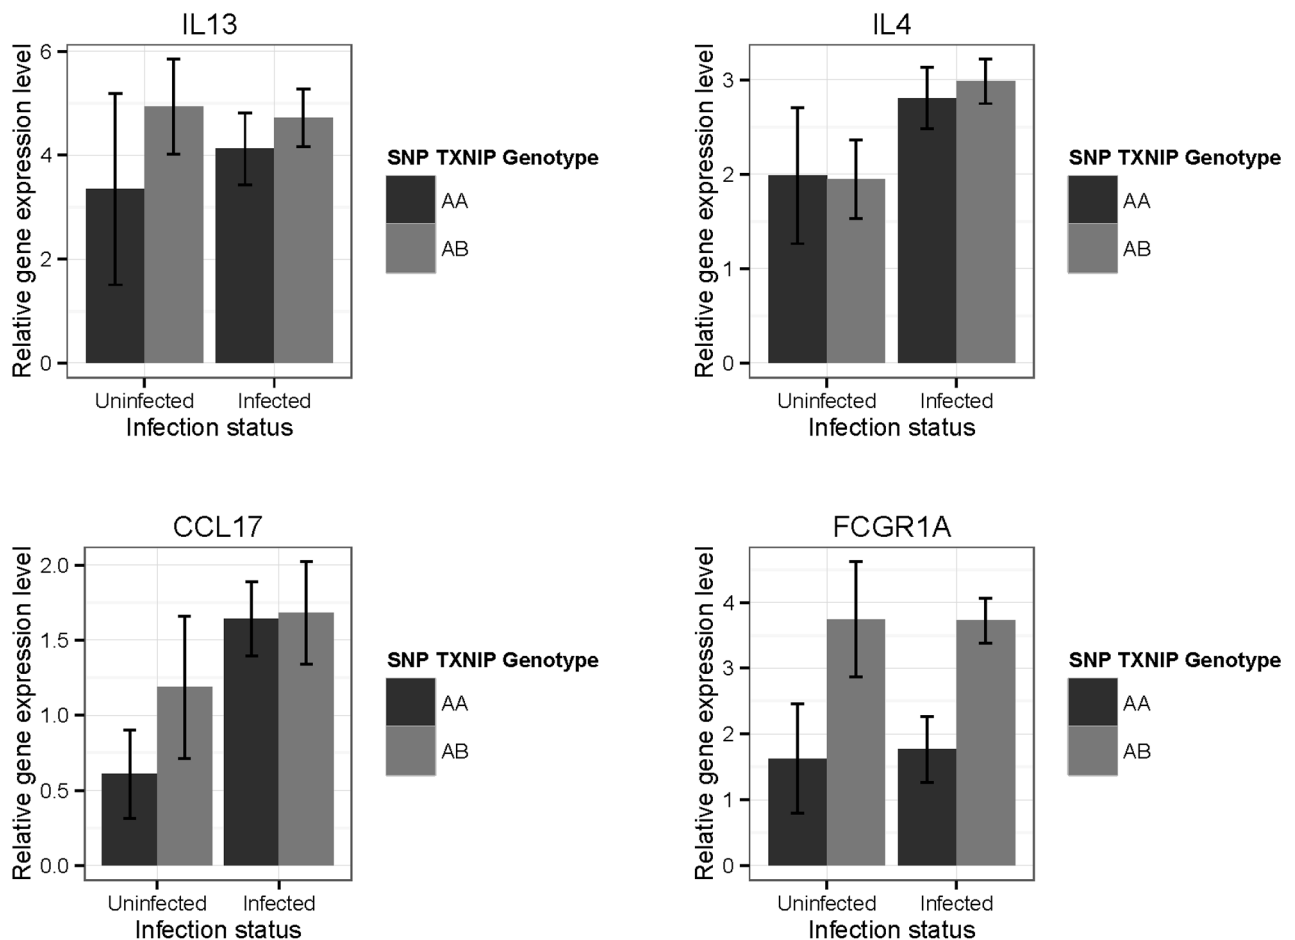 IL13
Relative gene expression level
6
4
2
0
Uninfected Infected
Infection status
SNP TXNIP Genotype
AA
AB
IL4
Relative gene expression level
3
2
1
0
Uninfected Infected
Infection status
SNP TXNIP Genotype
AA
AB
CCL17
Relative gene expression level
2.0
1.5
1.0
0.5
0.0
Uninfected Infected
Infection status
SNP TXNIP Genotype
AA
AB
FCGR1A
Relative gene expression level
4
3
2
1
0
Uninfected Infected
Infection status
SNP TXNIP Genotype
AA
AB